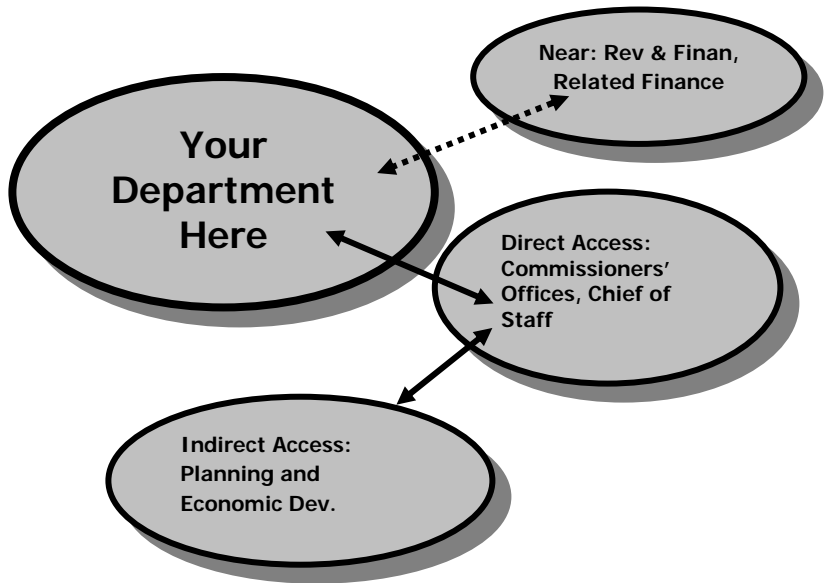 Near: Rev & Finan,
Related Finance
Your
Department
Here
Direct Access:
Commissioners’
Offices, Chief of
Staff
Indirect Access:
Planning and
Economic Dev.